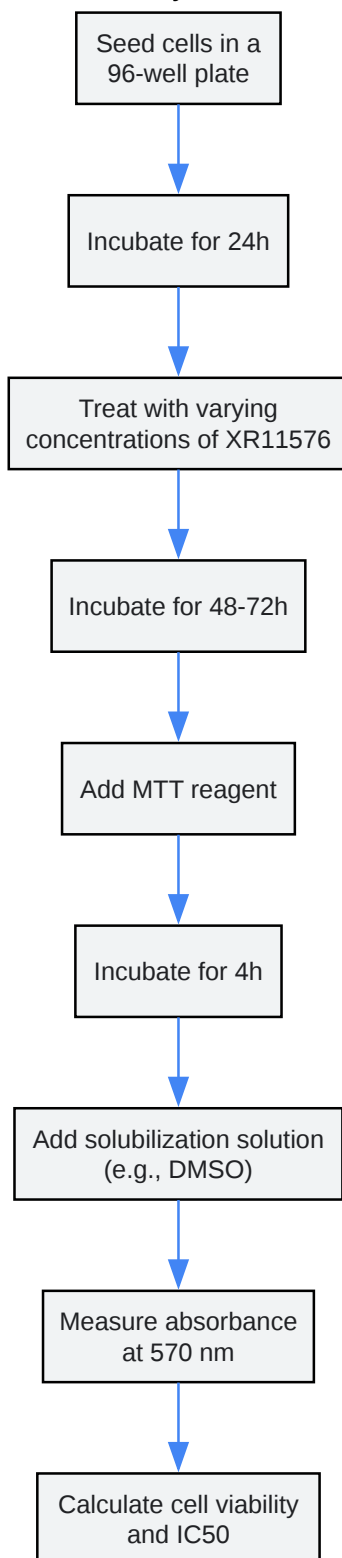 Seed cells in a
96-well plate
Incubate for 24h
Treat with varying
concentrations of XR11576
Incubate for 48-72h
Add MTT reagent
Incubate for 4h
Add solubilization solution
(e.g., DMSO)
Measure absorbance
at 570 nm
Calculate cell viability
and IC50